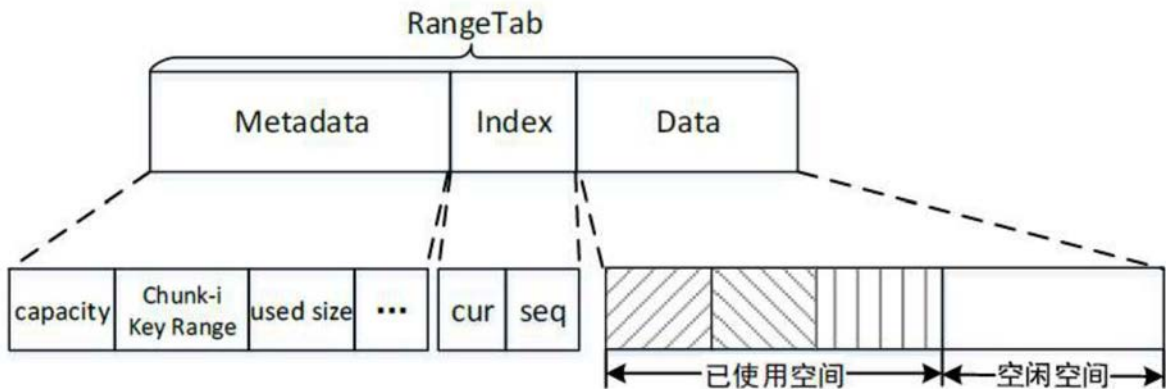 RangeTab
Metadata
Index
Data
capacity
Chunk-i
Key Range
used size
...
cur
seq
已使用空间
空闲空间